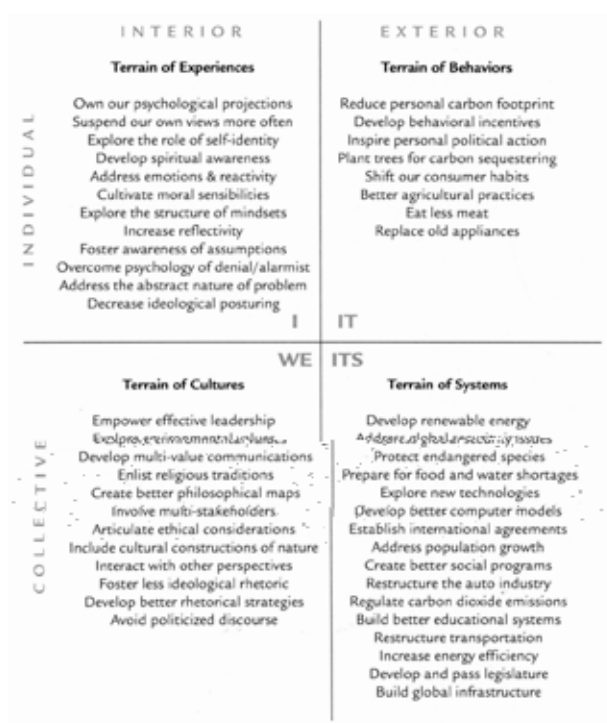 INTERIOR
EXTERIOR
INDIVIDUAL
Terrain of Experiences
Own our psychological projections
Suspend our own views more often
Explore the role of self-identity
Develop spiritual awareness
Address emotions & reactivity
Cultivate moral sensibilities
Explore the structure of mindsets
Increase reflectivity
Foster awareness of assumptions
Overcome psychology of denial/alarmist
Address the abstract nature of problem
Decrease ideological posturing
I
Terrain of Behaviors
Reduce personal carbon footprint
Develop behavioral incentives
Inspire personal political action
Plant trees for carbon sequestering
Shift our consumer habits
Better agricultural practices
Eat less meat
Replace old appliances
IT
COLLECTIVE
WE
Terrain of Cultures
Empower effective leadership
Explore environmental
Develop multi-value communications
Enlist religious traditions
Create better philosophical maps
Involve multi-stakeholders
Articulate ethical considerations
Include cultural constructions of nature
Interact with other perspectives
Foster less ideological rhetoric
Develop better rhetorical strategies
Avoid politicized discourse
ITS
Terrain of Systems
Develop renewable energy
Address global security issues
Protect endangered species
Prepare for food and water shortages
Explore new technologies
Develop better computer models
Establish international agreements
Address population growth
Create better social programs
Restructure the auto industry
Regulate carbon dioxide emissions
Build better educational systems
Restructure transportation
Increase energy efficiency
Develop and pass legislature
Build global infrastructure